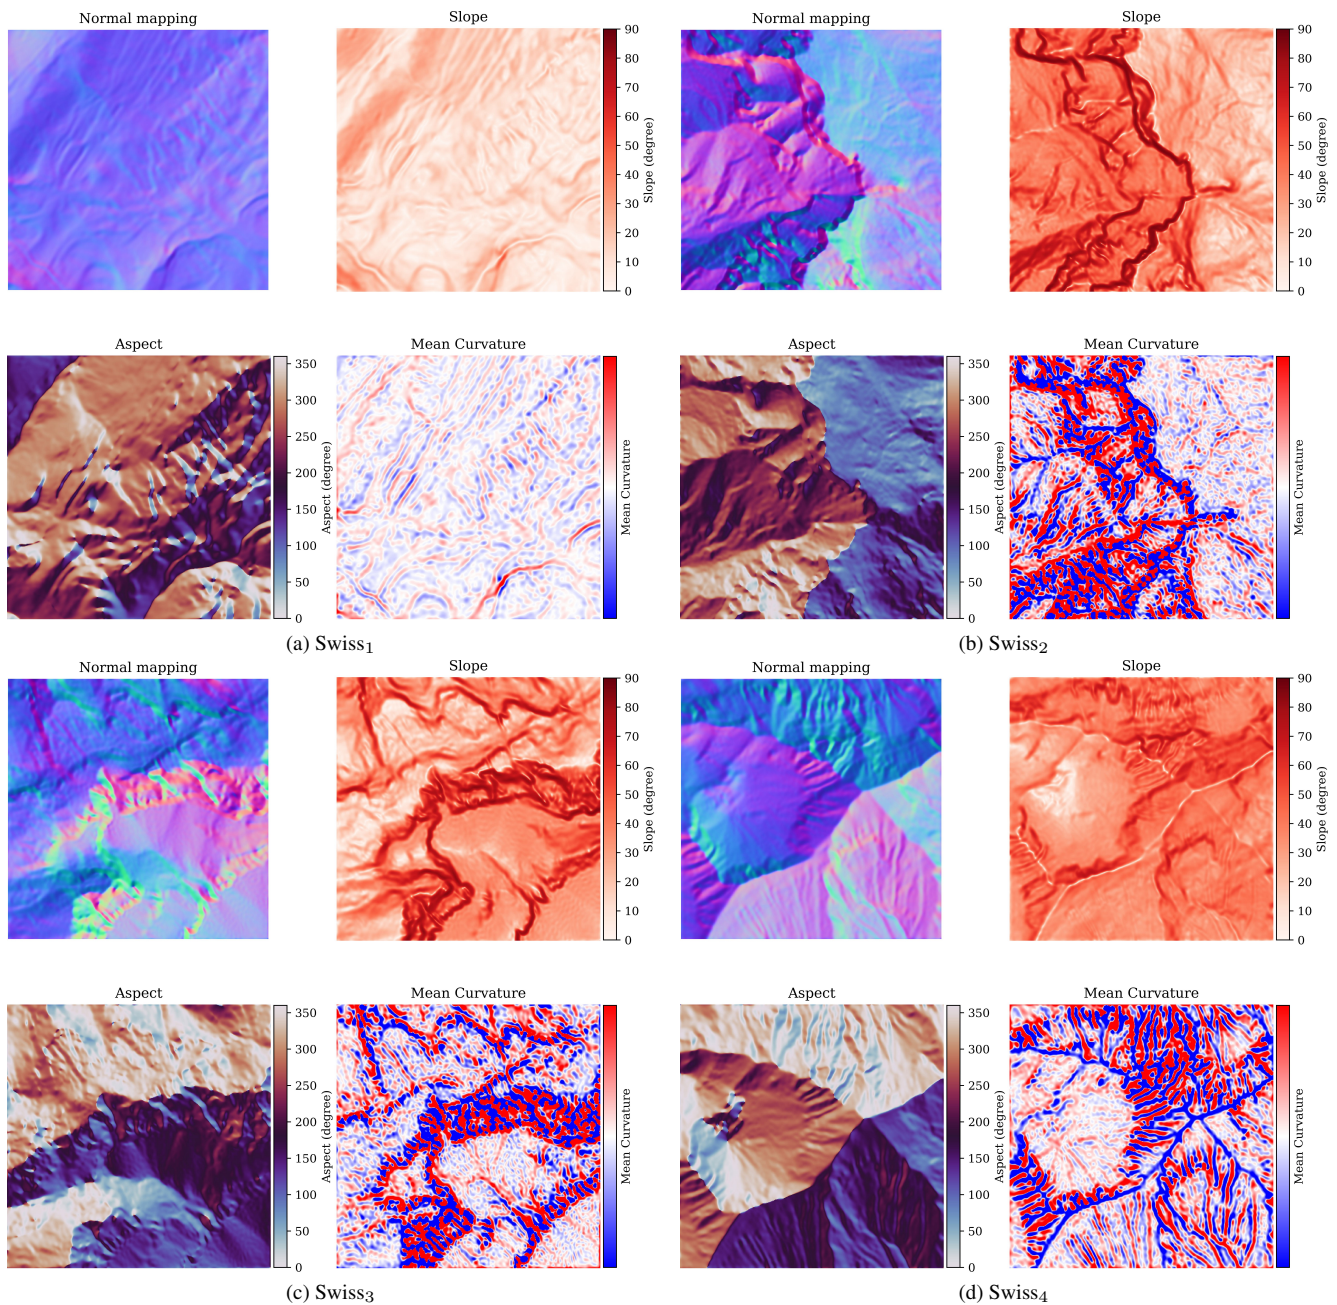 Normal mapping
Slope
90
80
70
60
50
40
30
20
10
0
Slope (degree)
Normal mapping
Slope
90
80
70
60
50
40
30
20
10
0
Slope (degree)
Aspect
350
300
250
200
150
100
50
0
Aspect (degree)
Mean Curvature
Mean Curvature
Aspect
350
300
250
200
150
100
50
0
Aspect (degree)
Mean Curvature
Mean Curvature
(a) Swiss1
(b) Swiss2
Normal mapping
Slope
90
80
70
60
50
40
30
20
10
0
Slope (degree)
Normal mapping
Slope
90
80
70
60
50
40
30
20
10
0
Slope (degree)
Aspect
350
300
250
200
150
100
50
0
Aspect (degree)
Mean Curvature
Mean Curvature
Aspect
350
300
250
200
150
100
50
0
Aspect (degree)
Mean Curvature
Mean Curvature
(c) Swiss3
(d) Swiss4